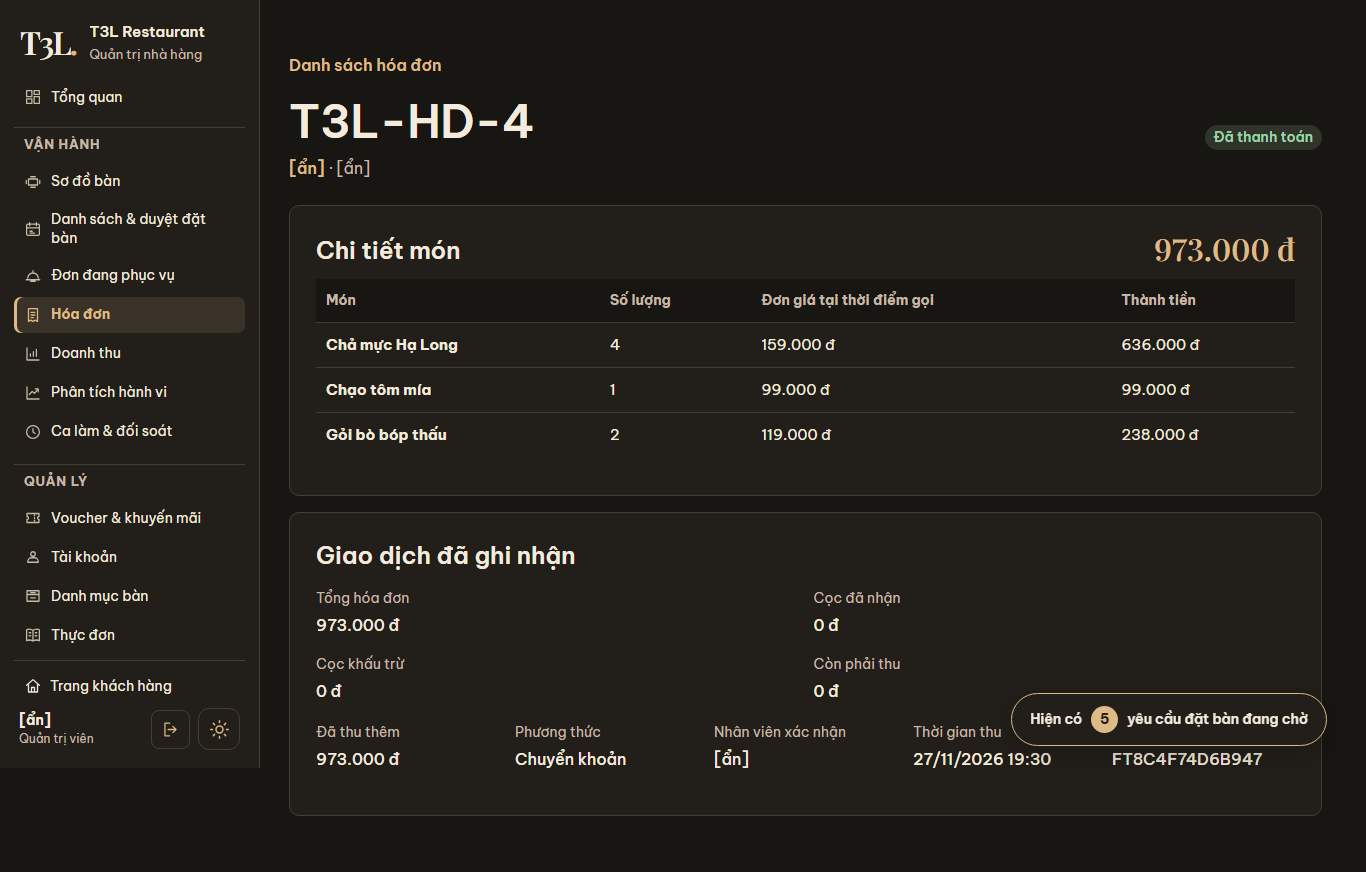 T3L.
T3L Restaurant
Quản trị nhà hàng
Tổng quan
VẬN HÀNH
Sơ đồ bàn
Danh sách & duyệt đặt
bàn
Đơn đang phục vụ
Hóa đơn
Doanh thu
Phân tích hành vi
Ca làm & đối soát
QUẢN LÝ
Voucher & khuyến mãi
Tài khoản
Danh mục bàn
Thực đơn
Trang khách hàng
[ẩn]
Quản trị viên
Danh sách hóa đơn
T3L-HD-4
Đã thanh toán
[ẩn] · [ẩn]
Chi tiết món
973.000 đ
Món Số lượng Đơn giá tại thời điểm gọi Thành tiền
Chả mực Hạ Long 4 159.000 đ 636.000 đ
Chạo tôm mía 1 99.000 đ 99.000 đ
Gỏi bò bóp thấu 2 119.000 đ 238.000 đ
Giao dịch đã ghi nhận
Tổng hóa đơn Cọc đã nhận
973.000 đ 0 đ
Cọc khấu trừ Còn phải thu
0 đ 0 đ
Hiện có 5 yêu cầu đặt bàn đang chờ
Đã thu thêm Phương thức Nhân viên xác nhận Thời gian thu
973.000 đ Chuyển khoản [ẩn] 27/11/2026 19:30 FT8C4F74D6B947